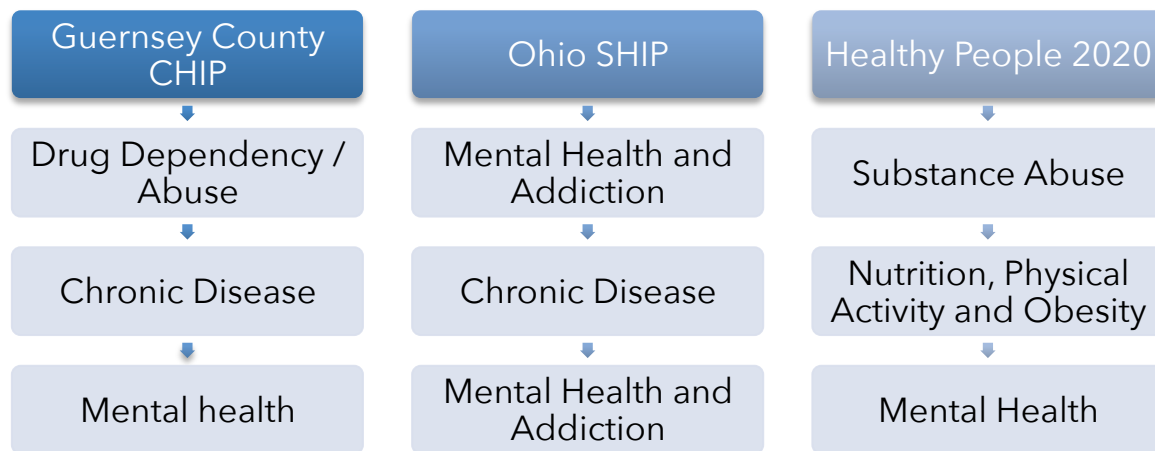 Guernsey County
CHIP
Drug Dependency /
Abuse
Chronic Disease
Mental health
Ohio SHIP
Mental Health and
Addiction
Chronic Disease
Mental Health and
Addiction
Healthy People 2020
Substance Abuse
Nutrition, Physical
Activity and Obesity
Mental Health